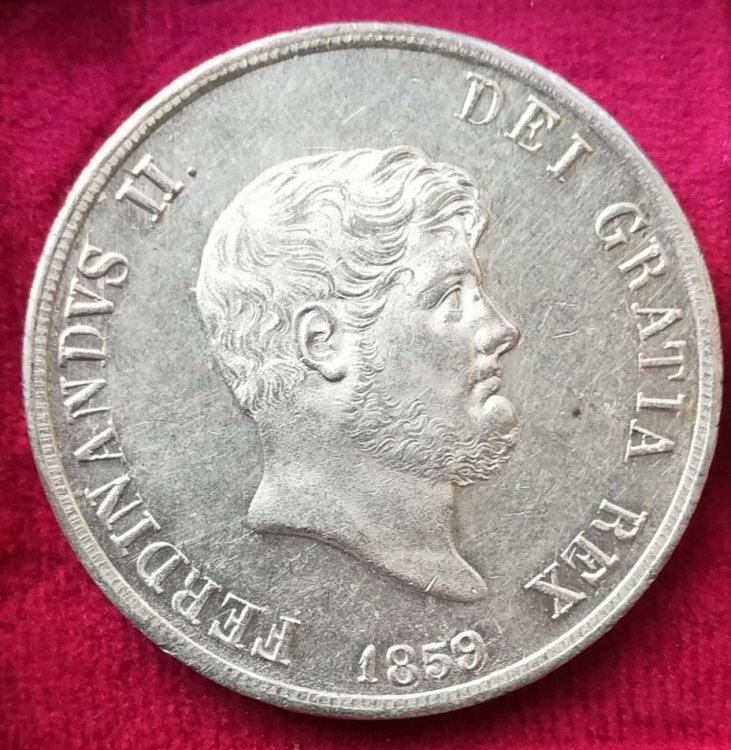 FERDINANDVS II.
DEI GRATIA REX
1859